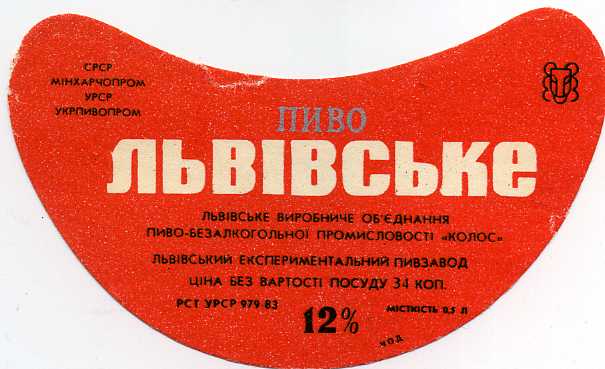 СРСР
МІНХАРЧОПРОМ
УРСР
УКРПИВОПРОМ
ПИВО
ЛЬВІВСЬКЕ
ЛЬВІВСЬКЕ ВИРОБНИЧЕ ОБ'ЄДНАННЯ
ПИВО-БЕЗАЛКОГОЛЬНОЇ ПРОМИСЛОВОСТІ «КОЛОС»
ЛЬВІВСЬКИЙ ЕКСПЕРИМЕНТАЛЬНИЙ ПИВЗАВОД
ЦІНА БЕЗ ВАРТОСТІ ПОСУДУ 34 КОП.
РСТ УРСР 979-83
МІСТКІСТЬ 0,5 Л
12%